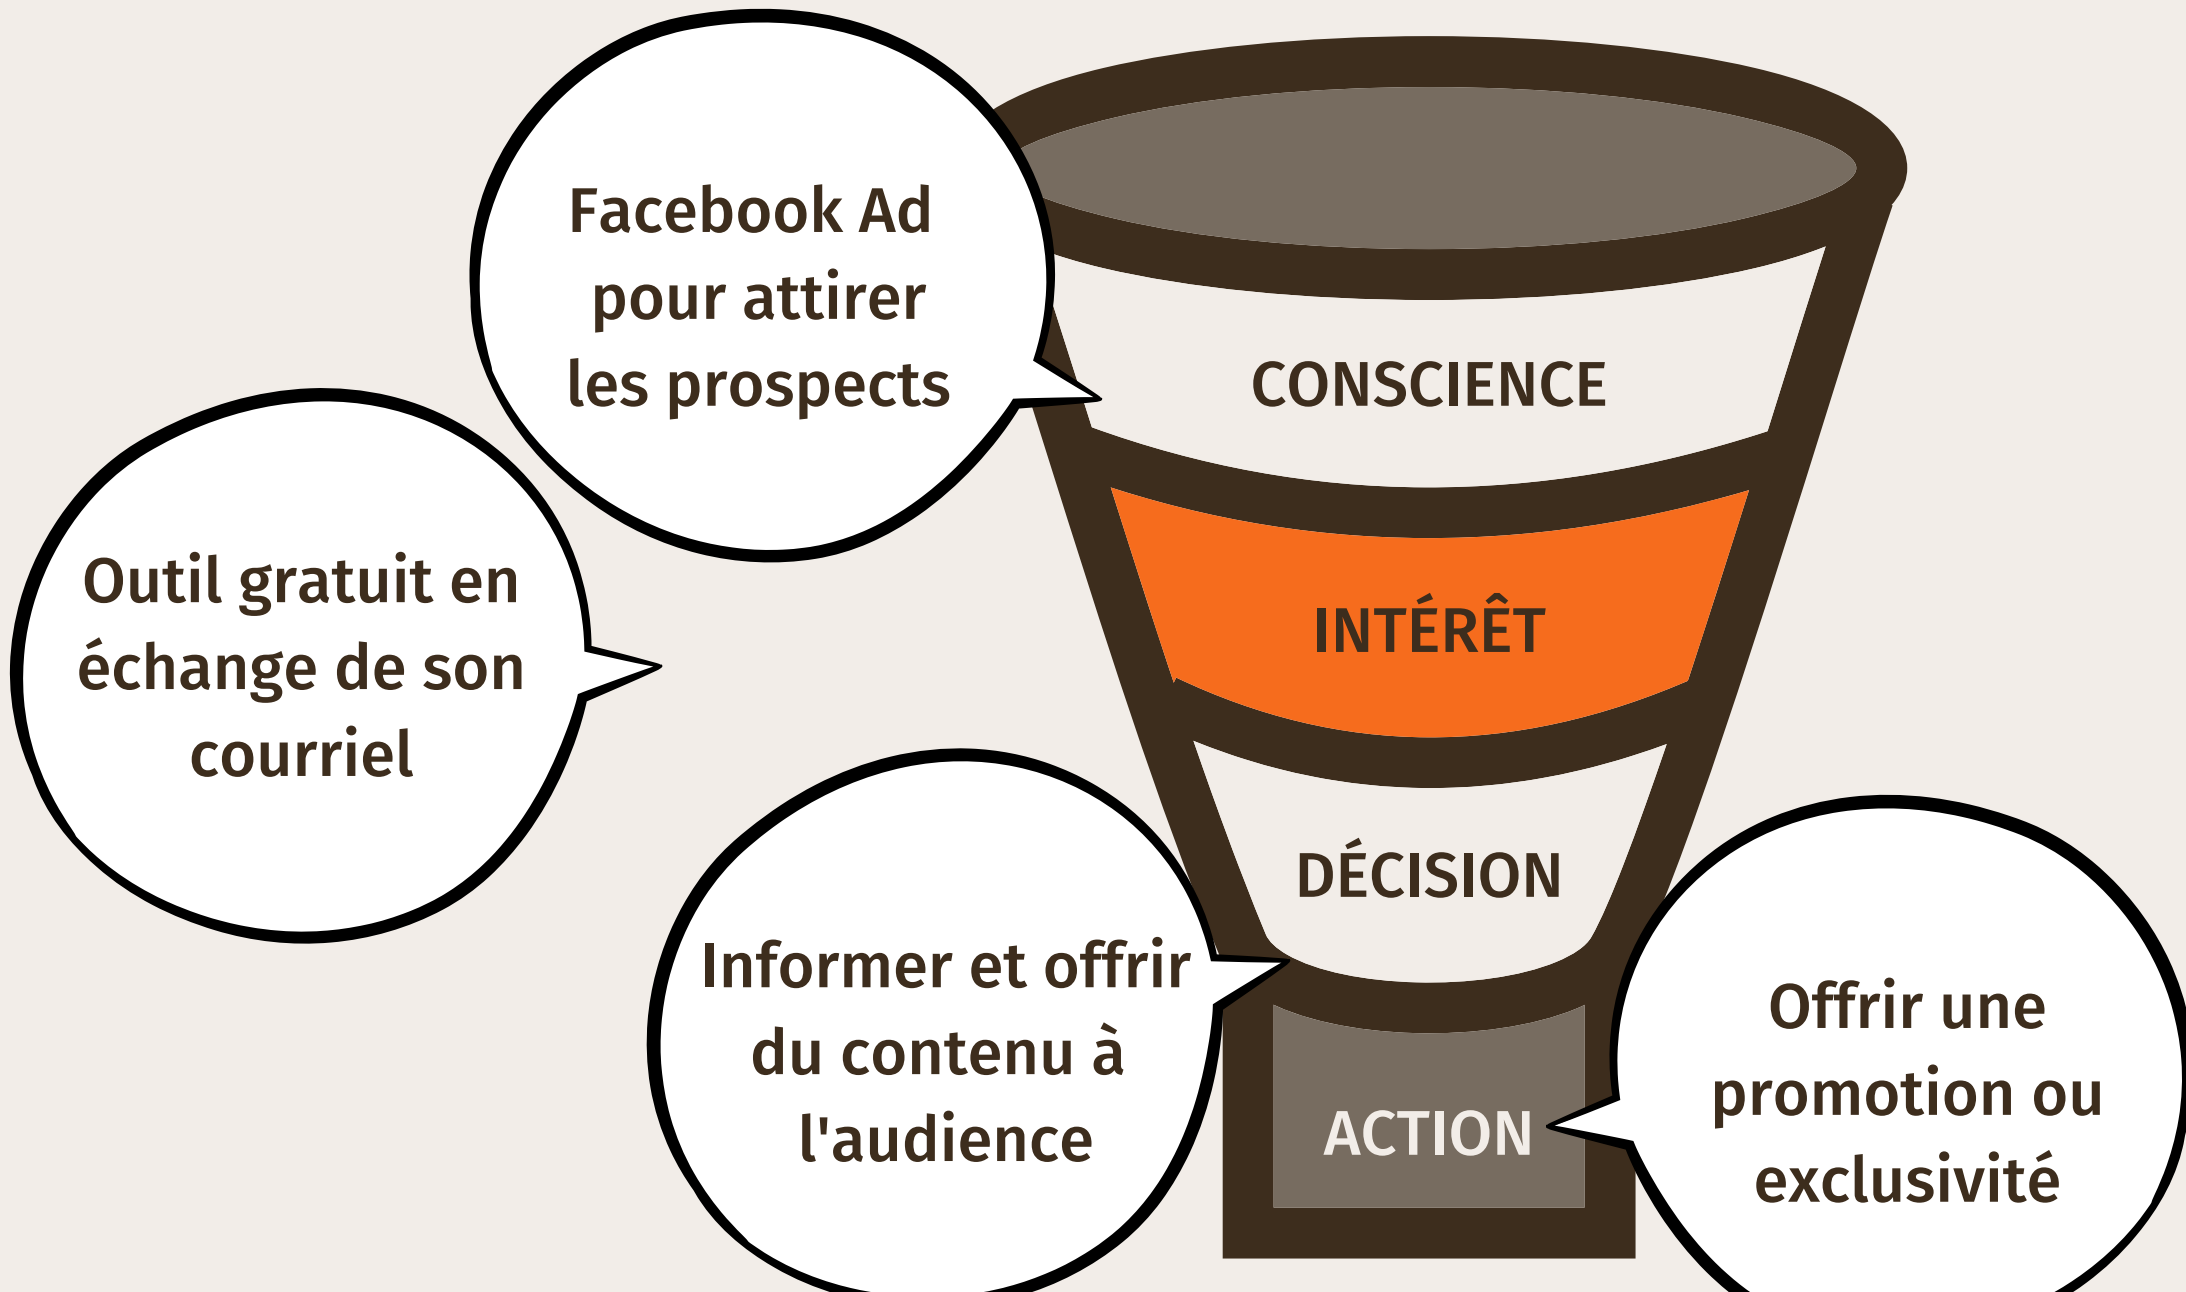 Facebook Ad
pour attirer
les prospects
CONSCIENCE
Outil gratuit en
échange de son
courriel
INTÉRÊT
Informer et offrir
du contenu à
l'audience
DÉCISION
Offrir une
promotion ou
exclusivité
ACTION